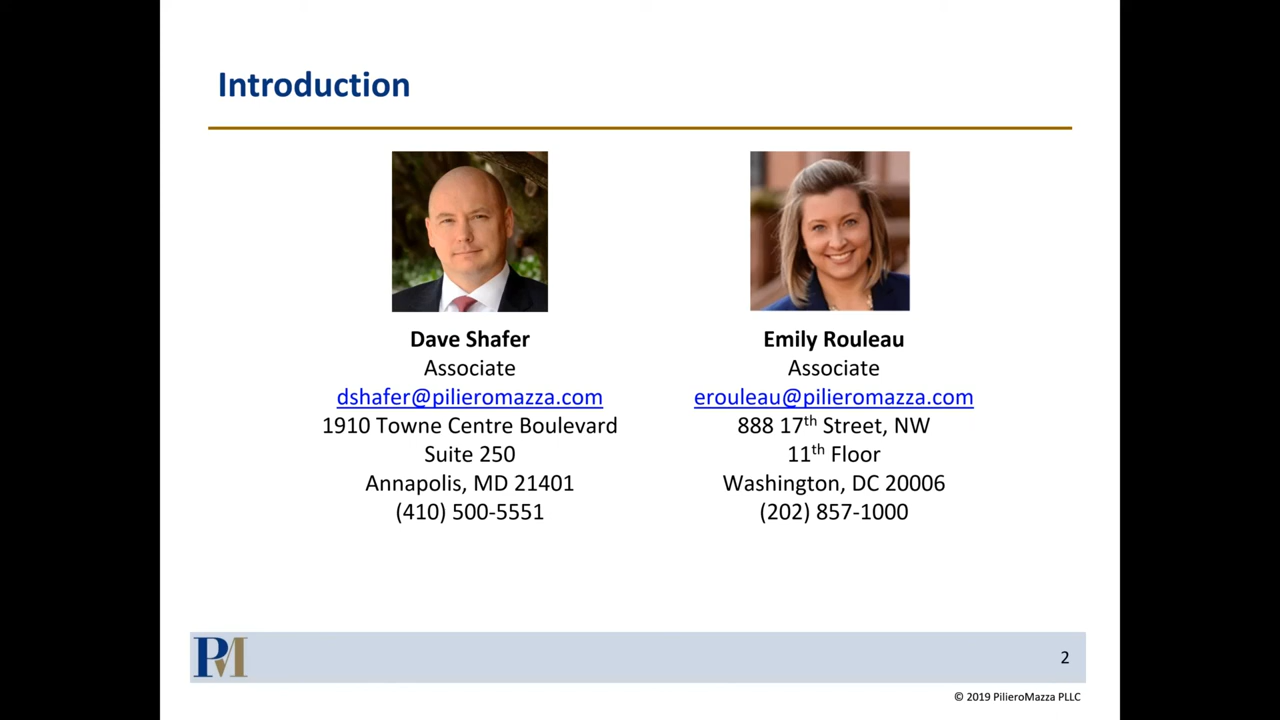 Introduction
Dave Shafer
Associate
dshafer@pilieromazza.com
1910 Towne Centre Boulevard
Suite 250
Annapolis, MD 21401
(410) 500-5551
Emily Rouleau
Associate
erouleau@pilieromazza.com
888 17th Street, NW
11th Floor
Washington, DC 20006
(202) 857-1000
PM
2
© 2019 PilieroMazza PLLC